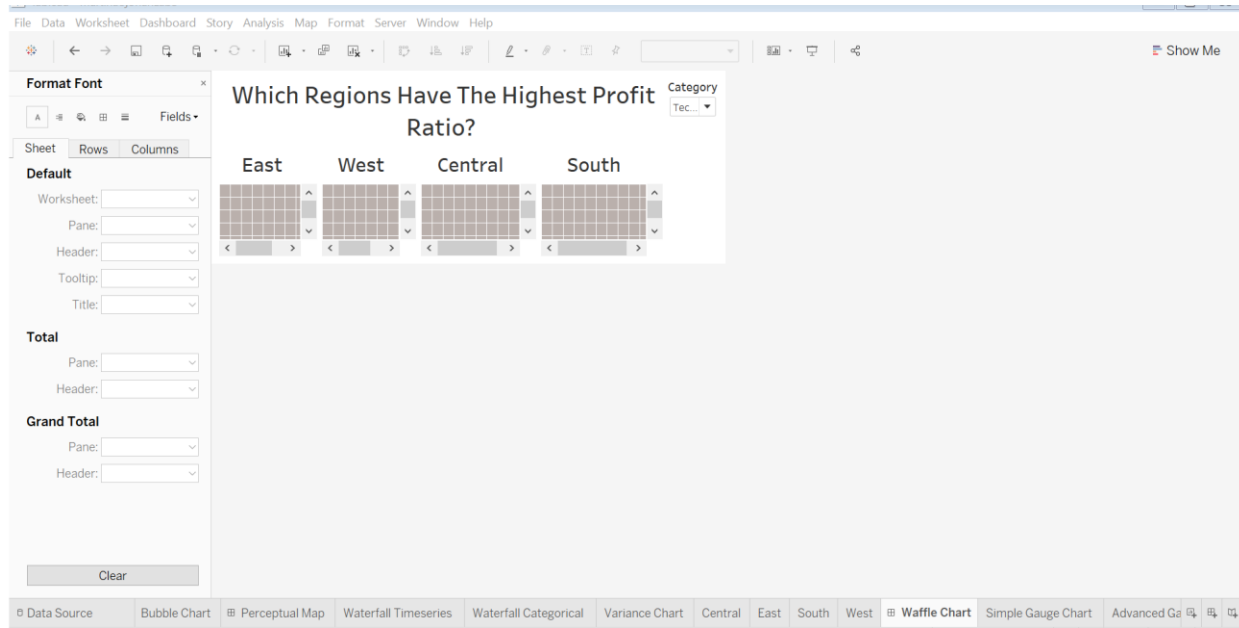 File Data Worksheet Dashboard Story Analysis Map Format Server Window Help
Show Me
Format Font
Fields
Sheet Rows Columns
Default
Worksheet:
Pane:
Header:
Tooltip:
Title:
Total
Pane:
Header:
Grand Total
Pane:
Header:
Clear
Which Regions Have The Highest Profit
Ratio?
Category
Tec...
East West Central South
Data Source Bubble Chart Perceptual Map Waterfall Timeseries Waterfall Categorical Variance Chart Central East South West Waffle Chart Simple Gauge Chart Advanced Ga